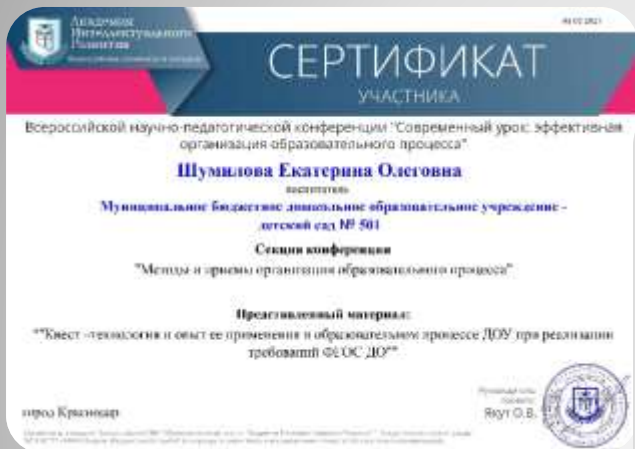 Академия
Интеллектуального
Развития
СЕРТИФИКАТ
УЧАСТНИКА
Всероссийской научно-педагогической конференции "Современный урок: эффективная
организация образовательного процесса"
Шумилова Екатерина Олеговна
воспитатель
Муниципальное бюджетное дошкольное образовательное учреждение -
детский сад № 501
Секция конференции
"Методы и приемы организации образовательного процесса"
Представленный материал:
""Квест -технология и опыт ее применения в образовательном процессе ДОУ при реализации
требований ФГОС ДО""
Руководитель
проекта
город Краснодар
Якут О.В.